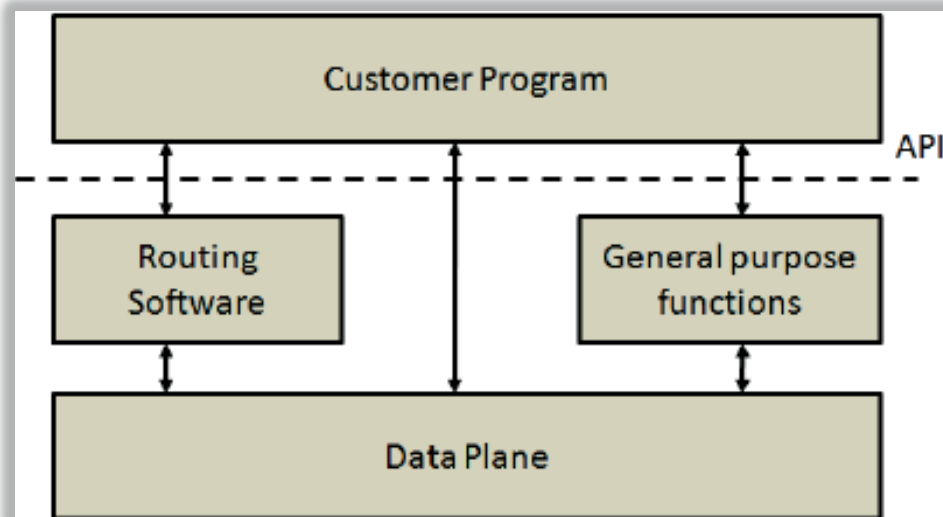 Customer Program
API
Routing
Software
General purpose
functions
Data Plane